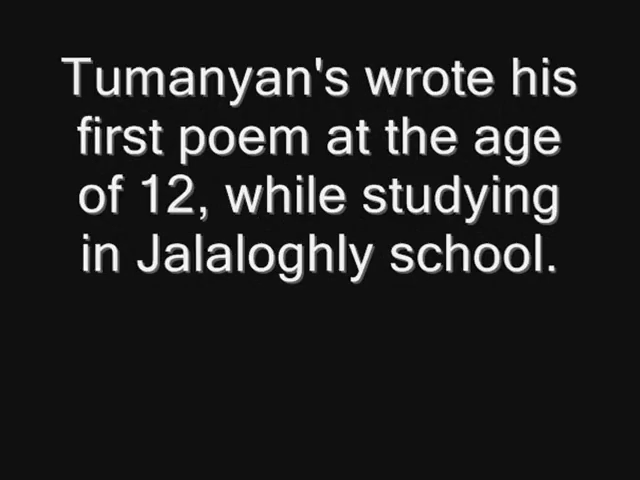 Tumanyan's wrote his
first poem at the age
of 12, while studying
in Jalaloghly school.